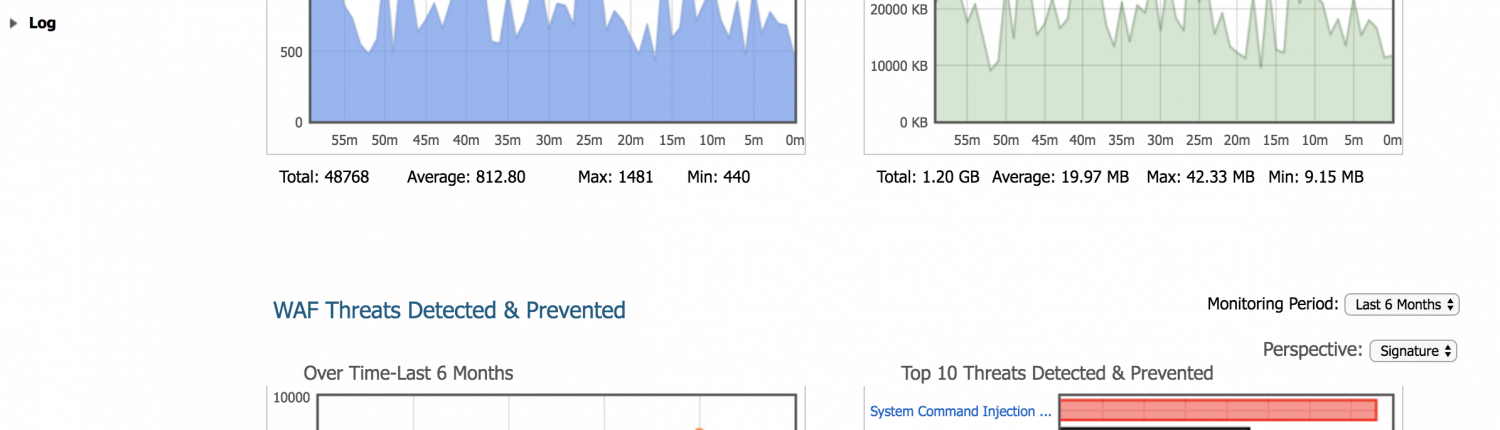 Log
500
0
55m 50m 45m 40m 35m 30m 25m 20m 15m 10m 5m 0m
Total: 48768 Average: 812.80 Max: 1481 Min: 440
20000 KB
10000 KB
0 KB
55m 50m 45m 40m 35m 30m 25m 20m 15m 10m 5m 0m
Total: 1.20 GB Average: 19.97 MB Max: 42.33 MB Min: 9.15 MB
WAF Threats Detected & Prevented
Monitoring Period: Last 6 Months
Perspective: Signature
Over Time-Last 6 Months
10000
Top 10 Threats Detected & Prevented
System Command Injection ...